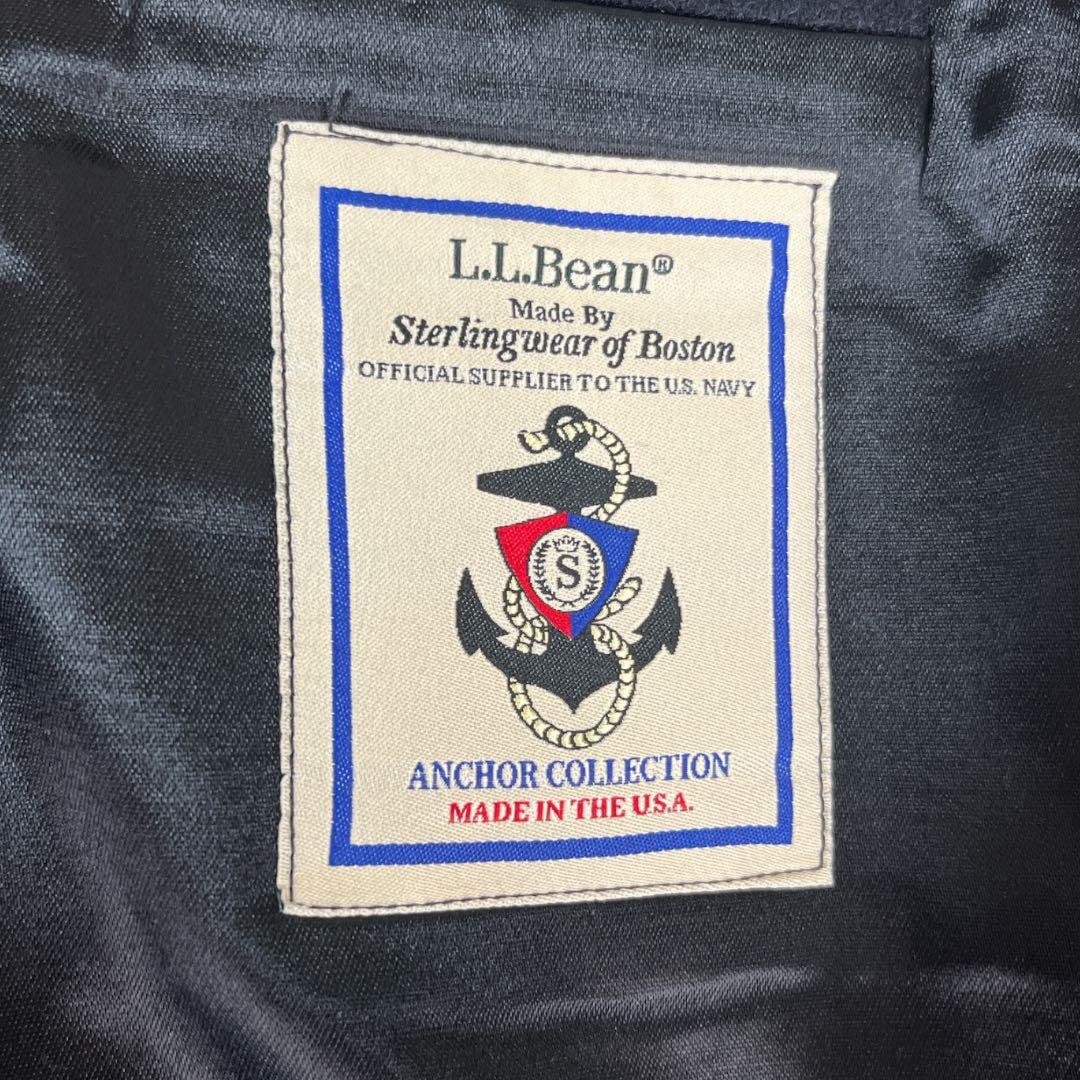 L.L.Bean®
Made By
Sterlingwear of Boston
OFFICIAL SUPPLIER TO THE U.S. NAVY
S
ANCHOR COLLECTION
MADE IN THE U.S.A.